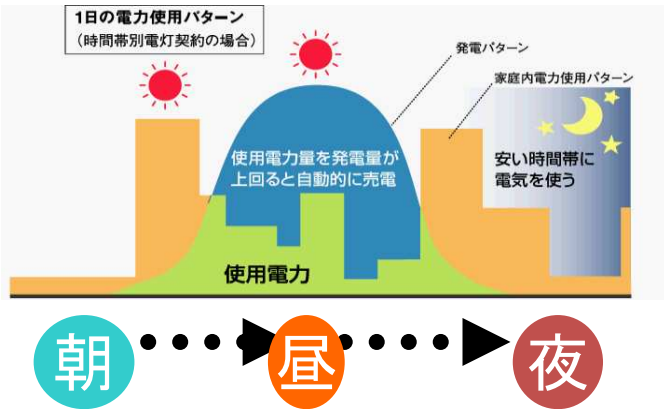 1日の電力使用パターン
（時間帯別電灯契約の場合）
発電パターン
家庭内電力使用パターン
使用電力量を発電量が
上回ると自動的に売電
安い時間帯に
電気を使う
使用電力
朝
昼
夜